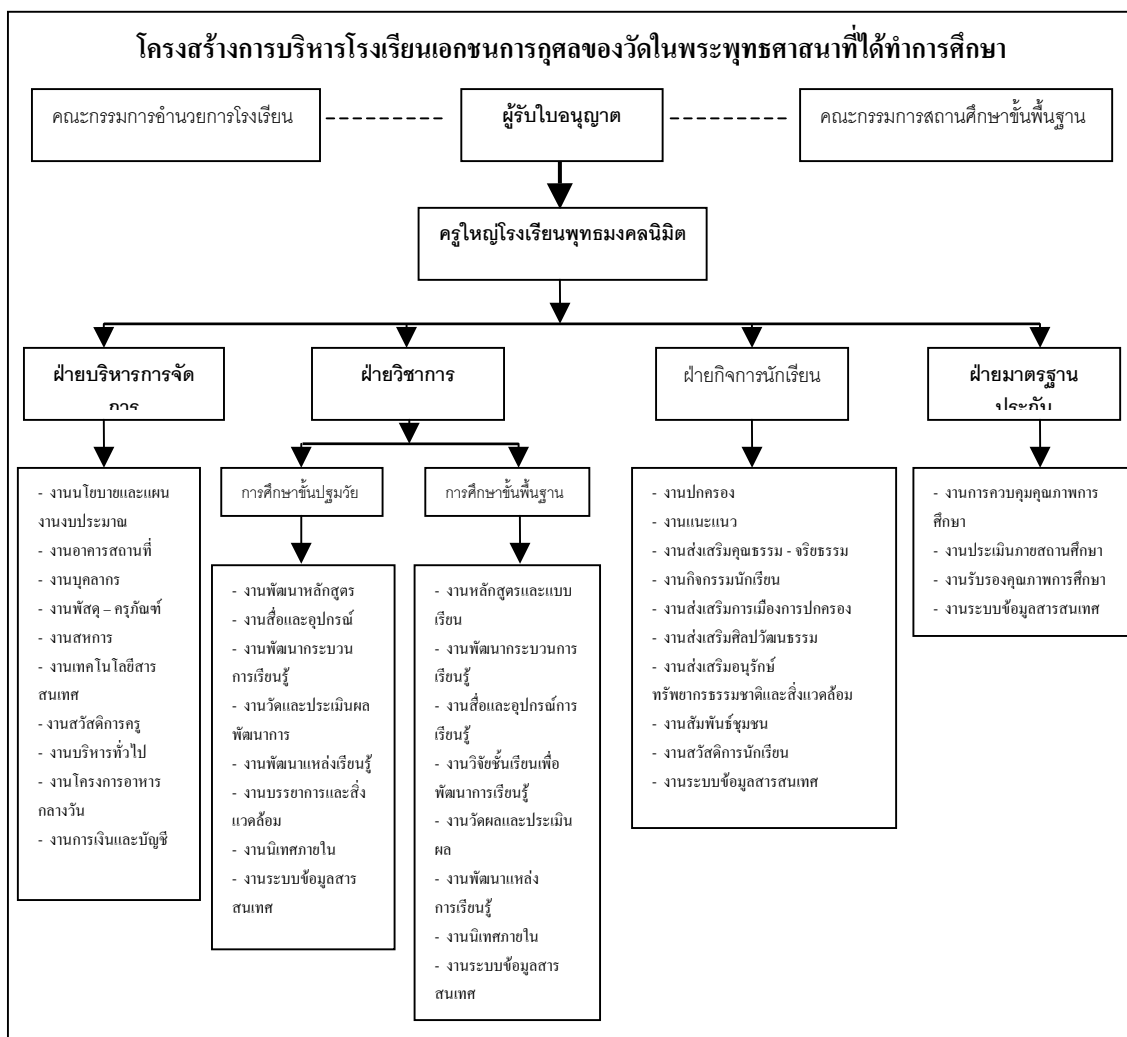 โครงสร้างการบริหารโรงเรียนเอกชนการกุศลของวัดในพระพุทธศาสนาที่ได้ทำการศึกษา
คณะกรรมการอำนวยการโรงเรียน
ผู้รับใบอนุญาต
คณะกรรมการสถานศึกษาขั้นพื้นฐาน
ครูใหญ่โรงเรียนพุทธมงคลนิมิต
ฝ่ายบริหารการจัด
การ
ฝ่ายวิชาการ
ฝ่ายกิจการนักเรียน
ฝ่ายมาตรฐาน
ประกัน
- งานนโยบายและแผน
งานงบประมาณ
- งานอาคารสถานที่
- งานบุคลากร
- งานพัสดุ – ครุภัณฑ์
- งานสหการ
- งานเทคโนโลยีสาร
สนเทศ
- งานสวัสดิการครู
- งานบริหารทั่วไป
- งานโครงการอาหาร
กลางวัน
- งานการเงินและบัญชี
การศึกษาขั้นปฐมวัย
- งานพัฒนาหลักสูตร
- งานสื่อและอุปกรณ์
- งานพัฒนากระบวน
การเรียนรู้
- งานวัดและประเมินผล
พัฒนาการ
- งานพัฒนาแหล่งเรียนรู้
- งานบรรยาการและสิ่ง
แวดล้อม
- งานนิเทศภายใน
- งานระบบข้อมูลสาร
สนเทศ
การศึกษาขั้นพื้นฐาน
- งานหลักสูตรและแบบ
เรียน
- งานพัฒนากระบวนการ
เรียนรู้
- งานสื่อและอุปกรณ์การ
เรียนรู้
- งานวิจัยชั้นเรียนเพื่อ
พัฒนาการเรียนรู้
- งานวัดผลและประเมิน
ผล
- งานพัฒนาแหล่ง
การเรียนรู้
- งานนิเทศภายใน
- งานระบบข้อมูลสาร
สนเทศ
- งานปกครอง
- งานแนะแนว
- งานส่งเสริมคุณธรรม - จริยธรรม
- งานกิจกรรมนักเรียน
- งานส่งเสริมการเมืองการปกครอง
- งานส่งเสริมศิลปวัฒนธรรม
- งานส่งเสริมอนุรักษ์
ทรัพยากรธรรมชาติและสิ่งแวดล้อม
- งานสัมพันธ์ชุมชน
- งานสวัสดิการนักเรียน
- งานระบบข้อมูลสารสนเทศ
- งานการควบคุมคุณภาพการ
ศึกษา
- งานประเมินภายสถานศึกษา
- งานรับรองคุณภาพการศึกษา
- งานระบบข้อมูลสารสนเทศ